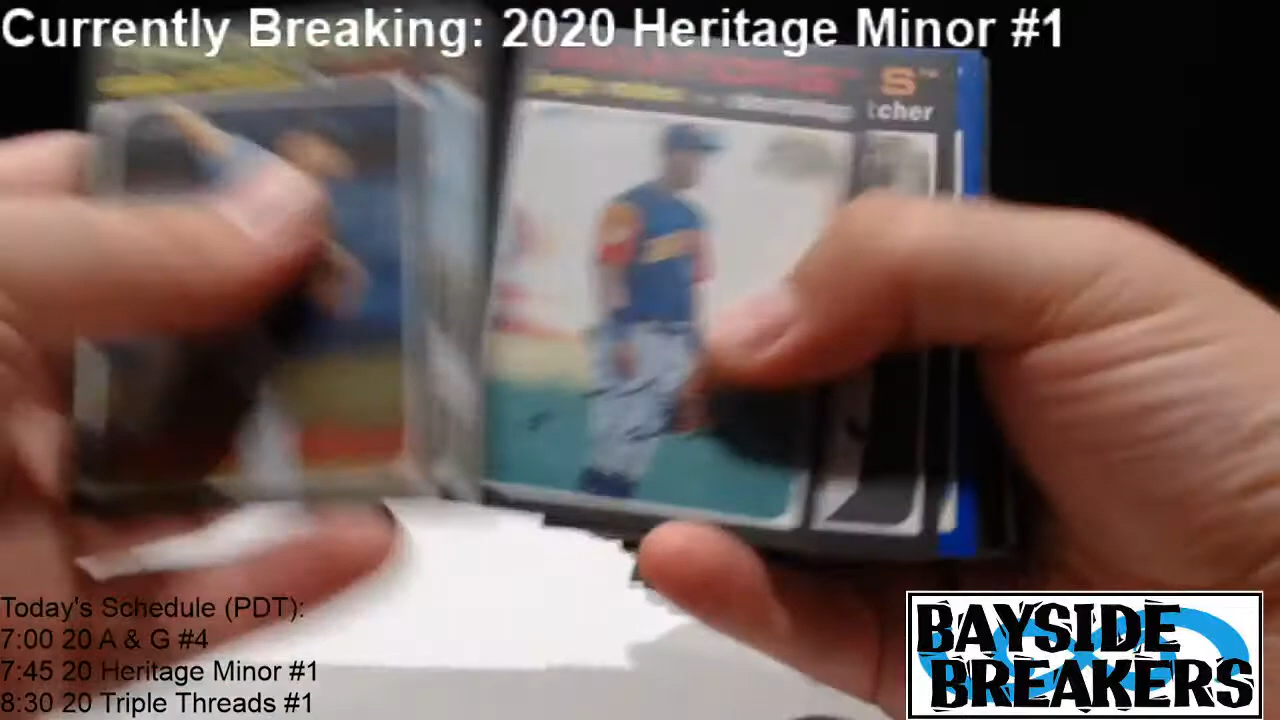 Currently Breaking: 2020 Heritage Minor #1
S™
tcher
Today's Schedule (PDT):
7:00 20 A & G #4
7:45 20 Heritage Minor #1
8:30 20 Triple Threads #1
BAYSIDE
BREAKERS